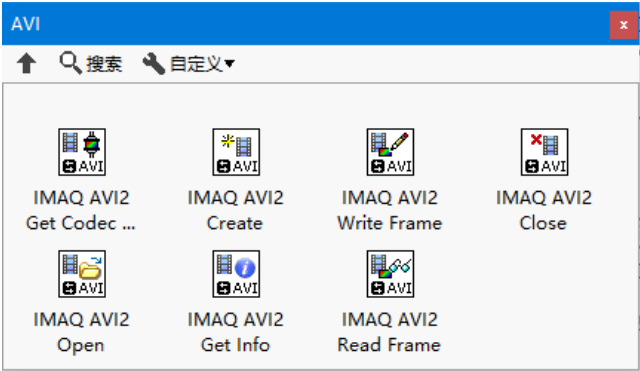 AVI
x
搜索 自定义▼
AVI AVI AVI AVI
IMAQ AVI2 IMAQ AVI2 IMAQ AVI2 IMAQ AVI2
Get Codec ... Create Write Frame Close
AVI AVI AVI
IMAQ AVI2 IMAQ AVI2 IMAQ AVI2
Open Get Info Read Frame